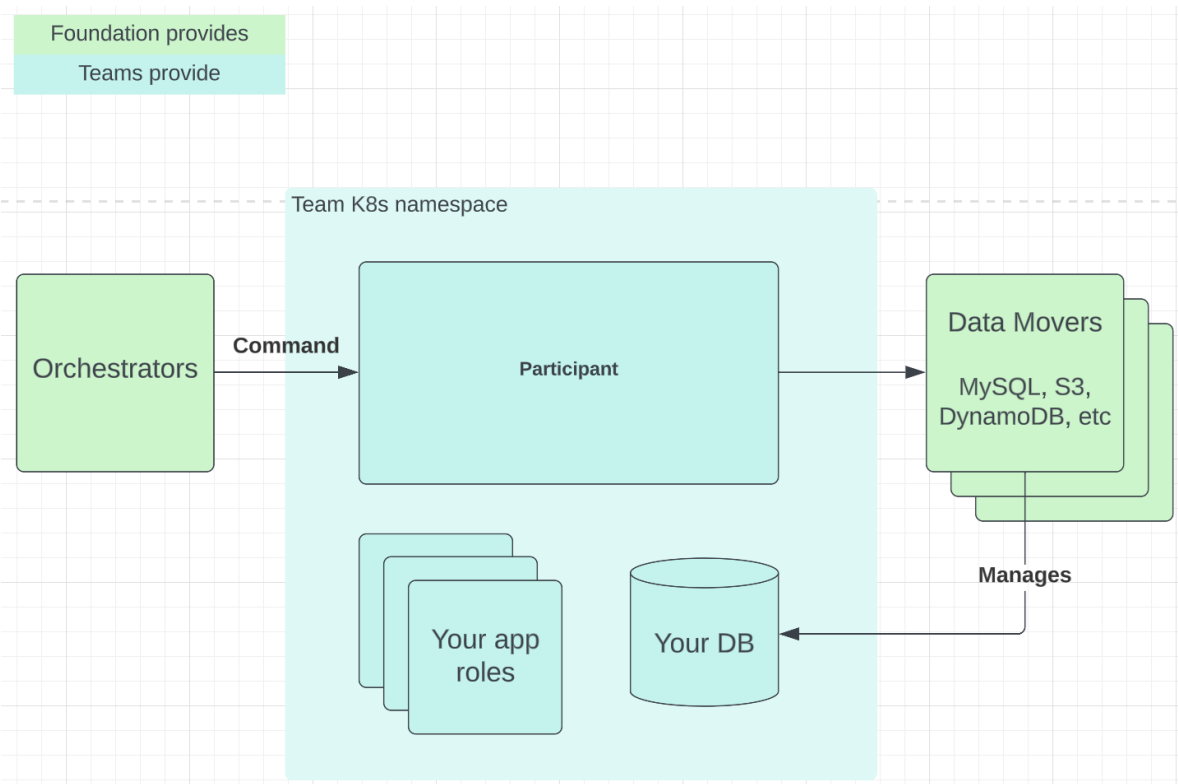 Foundation provides
Teams provide
Team K8s namespace
Orchestrators
Command
Participant
Data Movers
MySQL, S3,
DynamoDB, etc
Manages
Your app
roles
Your DB